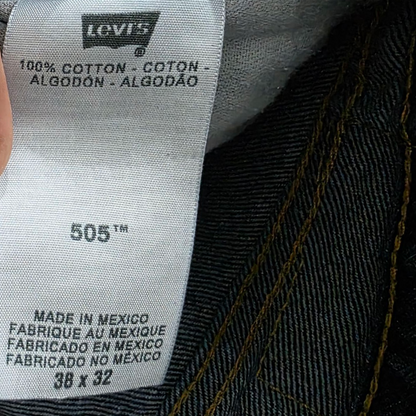 Levi's
®
100% COTTON - COTON -
ALGODÓN - ALGODÃO
505™
MADE IN MEXICO
FABRIQUE AU MEXIQUE
FABRICADO EN MÉXICO
FABRICADO NO MÉXICO
38 x 32